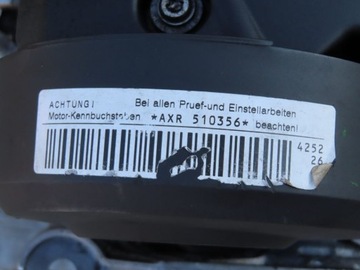 ACHTUNG! Bei allen Pruef-und Einstellarbeiten
Motor-Kennbuchstaben *AXR 510356* beachten!
4252
26